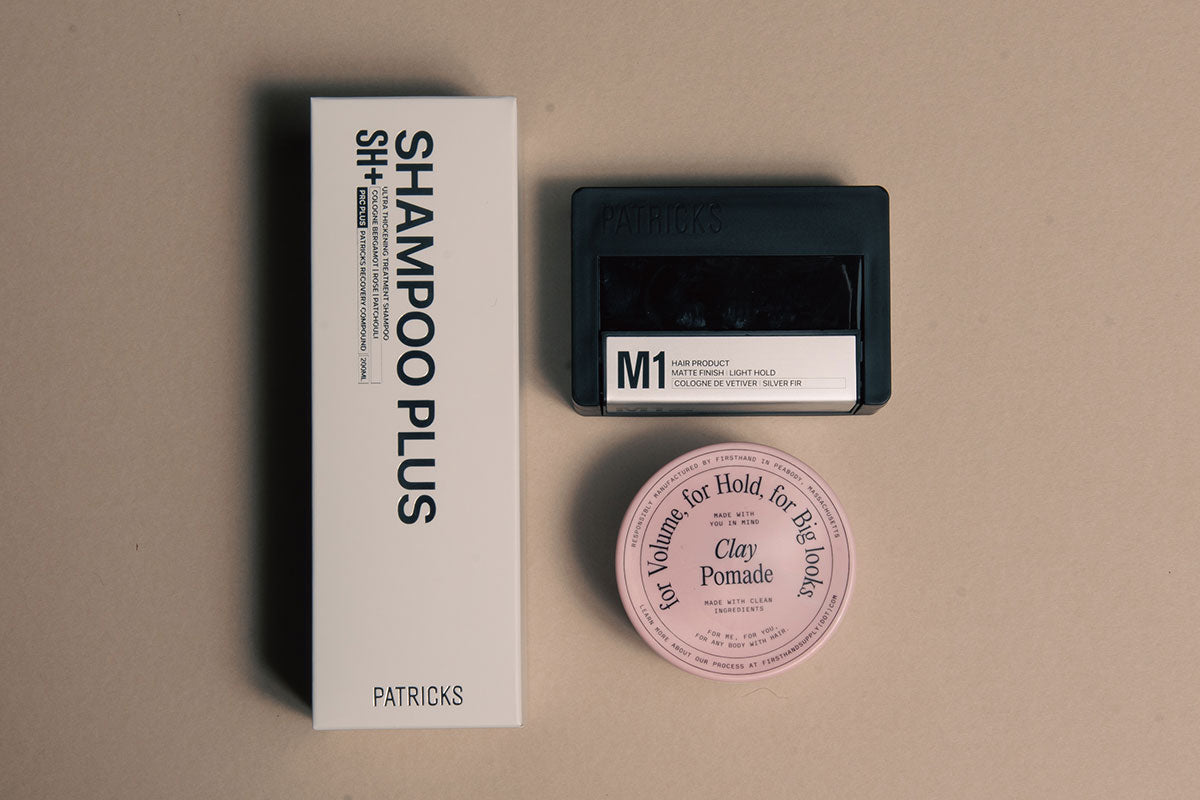 SHAMPOO PLUS
SH+
ULTRA THICKENING TREATMENT SHAMPOO
COLOGNE BERGAMOT | ROSE | PATCHOULI
PRC PLUS PATRICKS RECOVERY COMPOUND 200ML
PATRICKS
PATRICKS
M1
HAIR PRODUCT
MATTE FINISH | LIGHT HOLD
COLOGNE DE VETIVER | SILVER FIR
RESPONSIBLY MANUFACTURED BY FIRSTHAND IN PEABODY, MASSACHUSETTS
for Volume, for Hold, for Big looks.
MADE WITH
YOU IN MIND
Clay
Pomade
MADE WITH CLEAN
INGREDIENTS
FOR ME, FOR YOU,
FOR ANY BODY WITH HAIR.
LEARN MORE ABOUT OUR PROCESS AT FIRSTHANDSUPPLY(DOT)COM